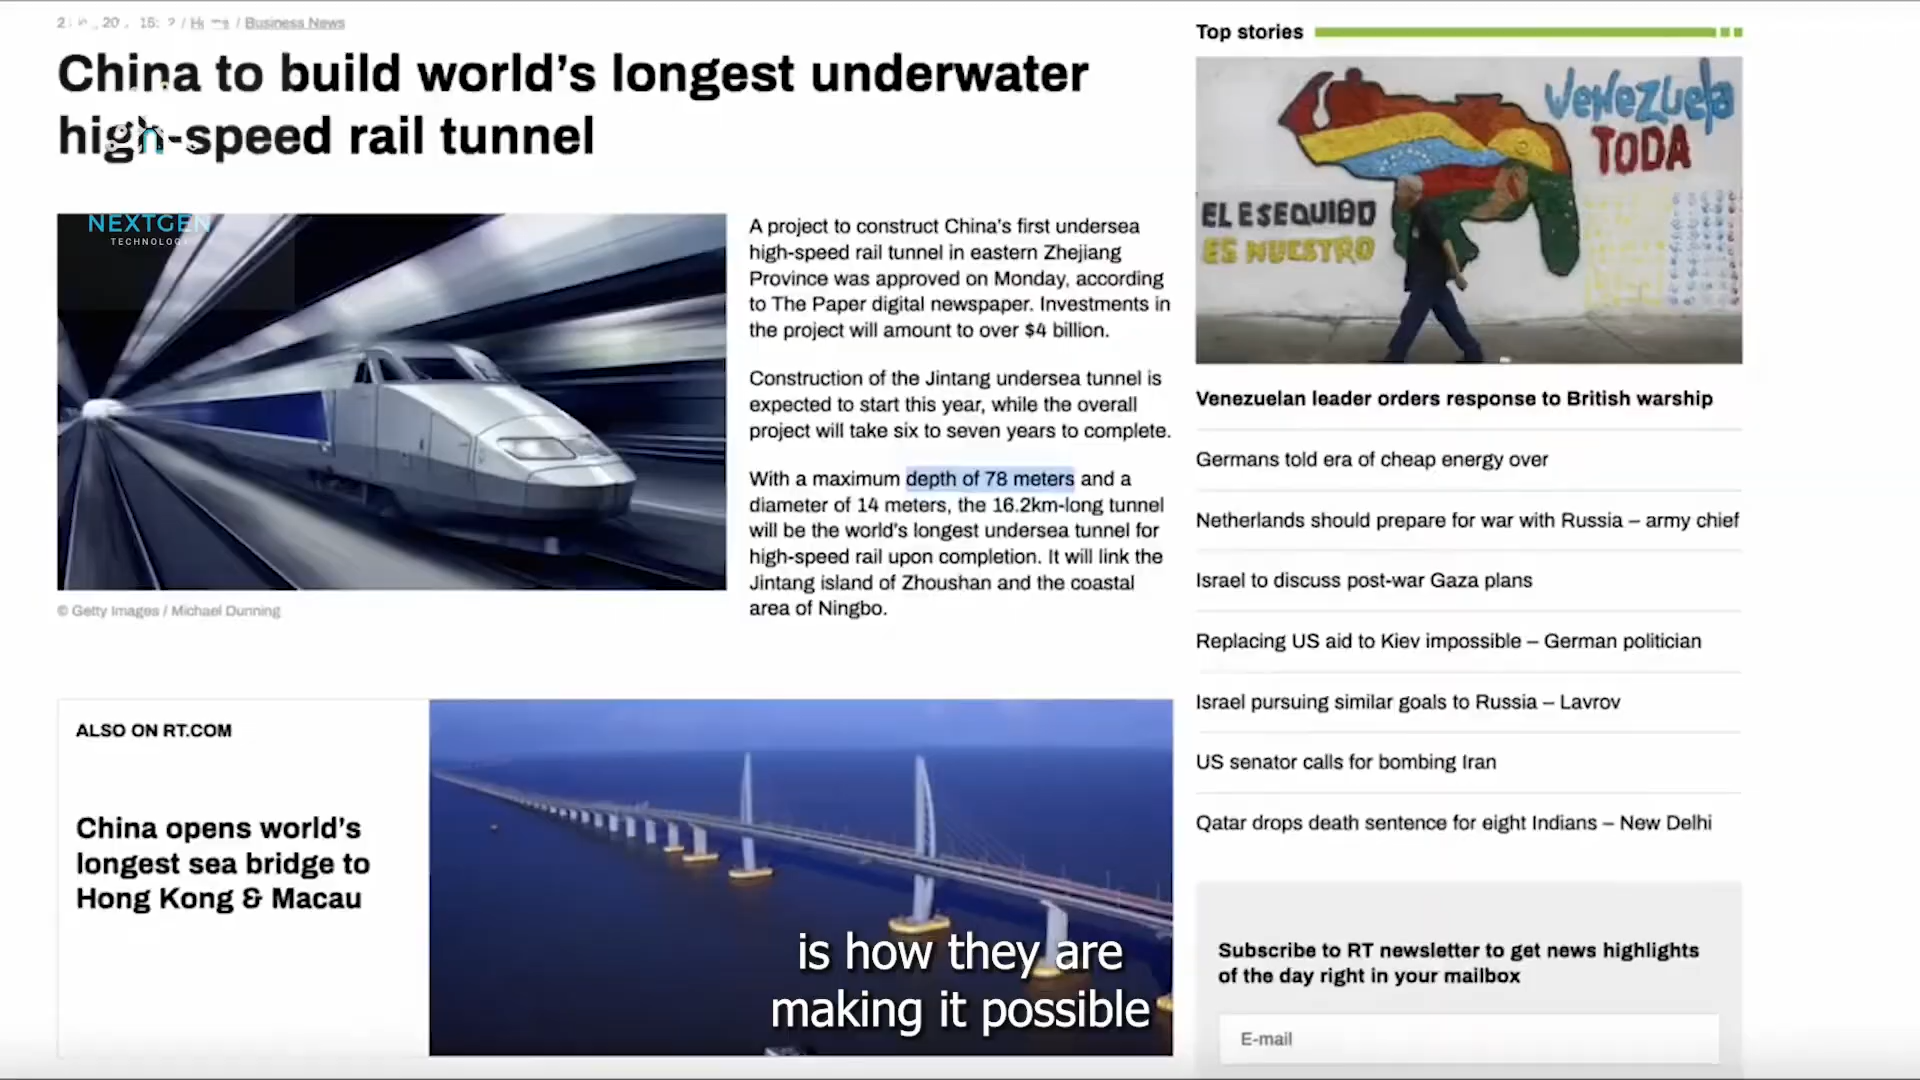 Business News
China to build world's longest underwater
high-speed rail tunnel
NEXTGEN
TECHNOLOGY
A project to construct China's first undersea
high-speed rail tunnel in eastern Zhejiang
Province was approved on Monday, according
to The Paper digital newspaper. Investments in
the project will amount to over $4 billion.
Construction of the Jintang undersea tunnel is
expected to start this year, while the overall
project will take six to seven years to complete.
With a maximum depth of 78 meters and a
diameter of 14 meters, the 16.2km-long tunnel
will be the world's longest undersea tunnel for
high-speed rail upon completion. It will link the
Jintang island of Zhoushan and the coastal
area of Ningbo.
© Getty Images / Michael Dunning
ALSO ON RT.COM
China opens world's
longest sea bridge to
Hong Kong & Macau
is how they are
making it possible
Top stories
Venezuela
TODA
EL ESEQUIBO
ES NUESTRO
Venezuelan leader orders response to British warship
Germans told era of cheap energy over
Netherlands should prepare for war with Russia – army chief
Israel to discuss post-war Gaza plans
Replacing US aid to Kiev impossible – German politician
Israel pursuing similar goals to Russia – Lavrov
US senator calls for bombing Iran
Qatar drops death sentence for eight Indians – New Delhi
Subscribe to RT newsletter to get news highlights
of the day right in your mailbox
E-mail